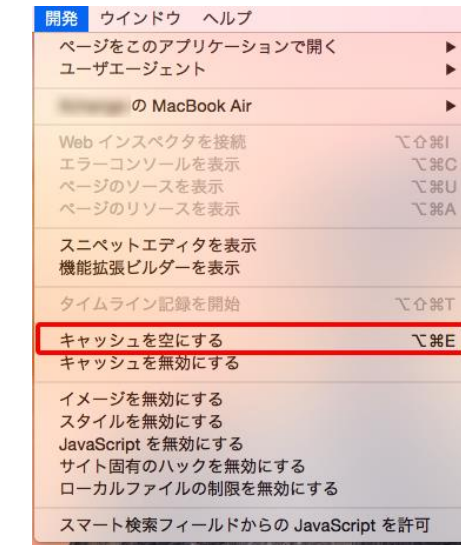 開発 ウインドウ ヘルプ
ページをこのアプリケーションで開く ▶
ユーザエージェント ▶
の MacBook Air ▶
Web インスペクタを接続 ⌥⇧⌘I
エラーコンソールを表示 ⌥⌘C
ページのソースを表示 ⌥⌘U
ページのリソースを表示 ⌥⌘A
スニペットエディタを表示
機能拡張ビルダーを表示
タイムライン記録を開始 ⌥⇧⌘T
キャッシュを空にする ⌥⌘E
キャッシュを無効にする
イメージを無効にする
スタイルを無効にする
JavaScript を無効にする
サイト固有のハックを無効にする
ローカルファイルの制限を無効にする
スマート検索フィールドからの JavaScript を許可